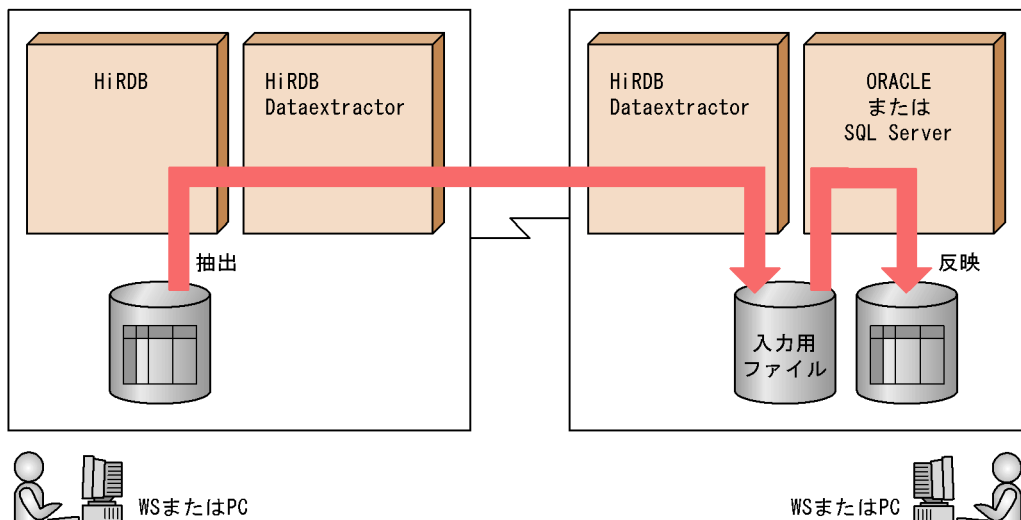 HiRDB
HiRDB
Dataextractor
HiRDB
Dataextractor
ORACLE
または
SQL Server
抽出
反映
入力用
ファイル
WSまたはPC
WSまたはPC